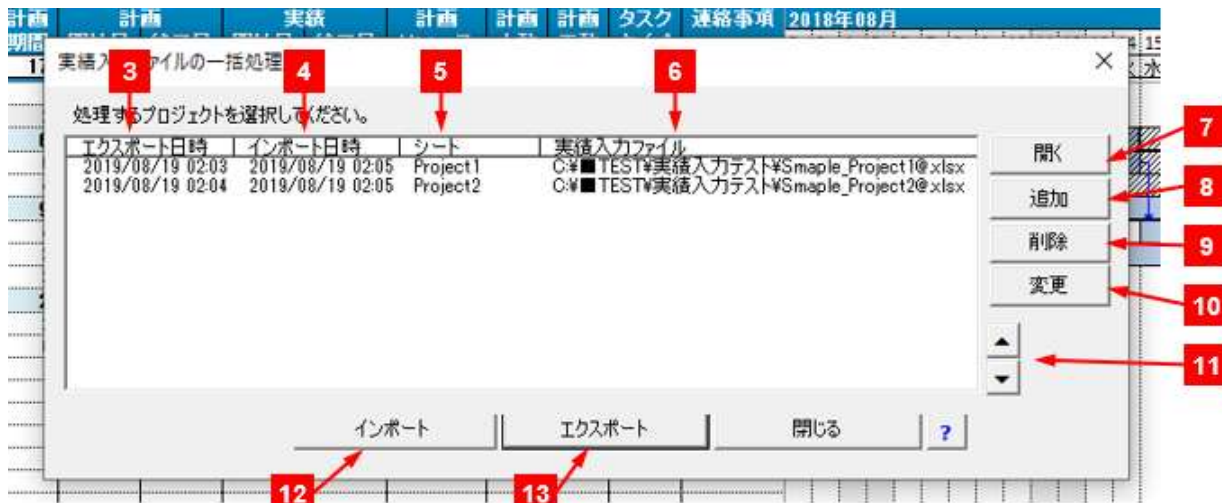 計画 計画 実績 計画 計画 計画 タスク 連絡事項 2018年08月
期間
17 実績入 ァイルの一括処理 × 水
3 4 5 6
処理するプロジェクトを選択してください。
エクスポート日時 インポート日時 シート 実績入力ファイル
2019/08/19 02:03 2019/08/19 02:05 Project1 C:¥■TEST¥実績入力テスト¥Smaple_Project1@.xlsx
2019/08/19 02:04 2019/08/19 02:05 Project2 C:¥■TEST¥実績入力テスト¥Smaple_Project2@.xlsx
開く 7
追加 8
削除 9
変更 10
▲
▼ 11
インポート エクスポート 閉じる ?
12 13